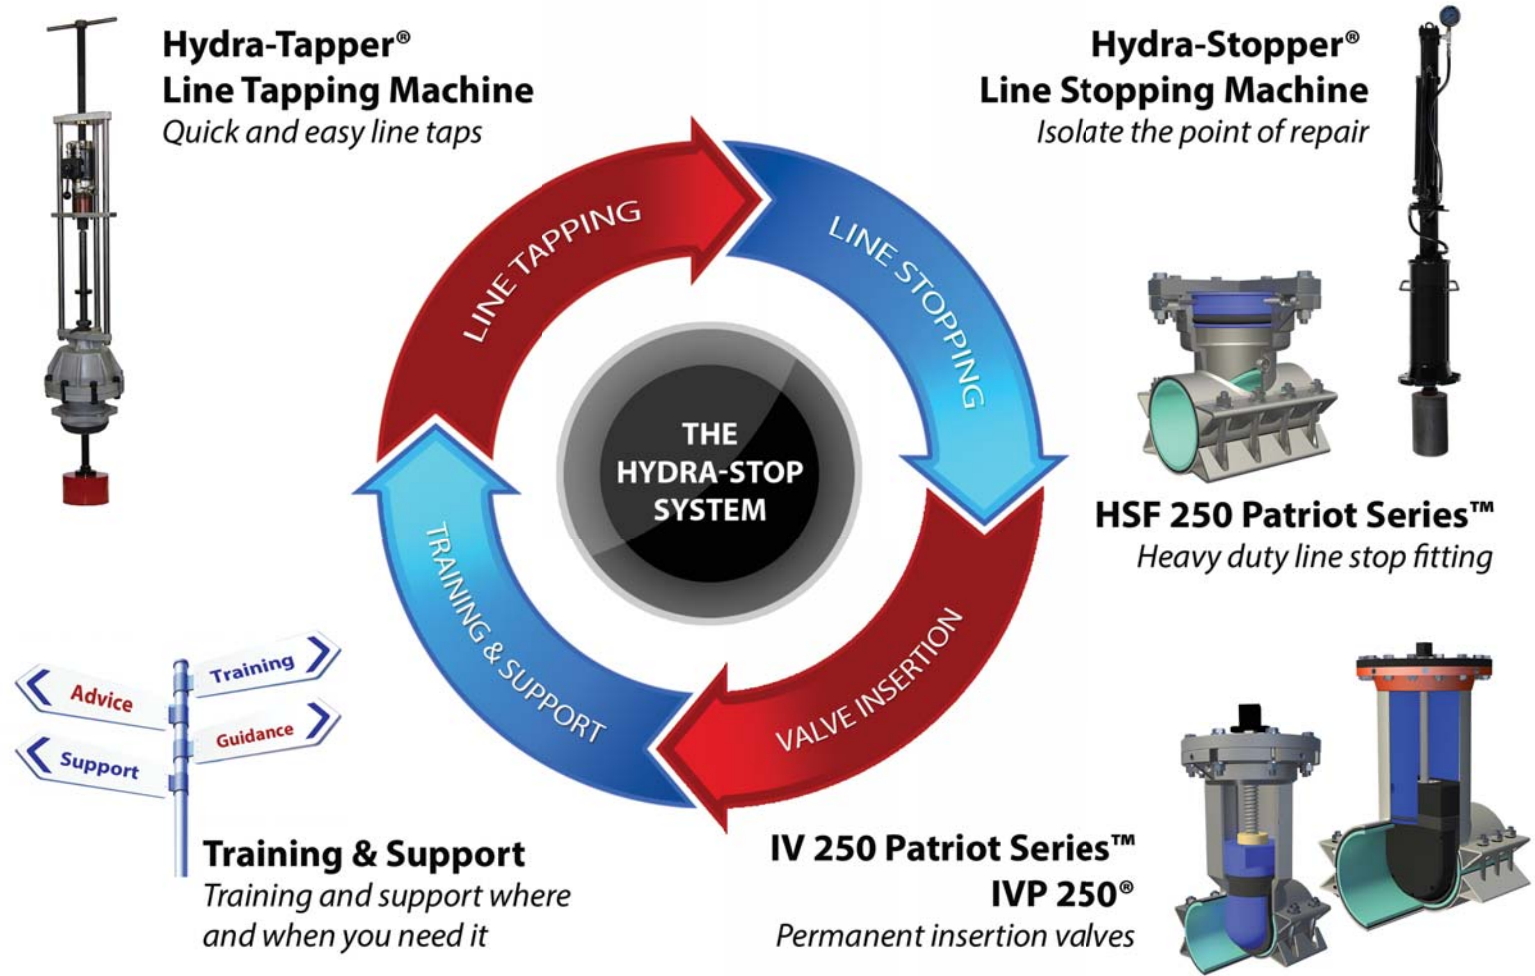 Hydra-Tapper®
Line Tapping Machine
Quick and easy line taps
Hydra-Stopper®
Line Stopping Machine
Isolate the point of repair
LINE TAPPING
LINE STOPPING
THE
HYDRA-STOP
SYSTEM
HSF 250 Patriot Series™
Heavy duty line stop fitting
TRAINING & SUPPORT
VALVE INSERTION
Training
Advice
Guidance
Support
Training & Support
Training and support where
and when you need it
IV 250 Patriot Series™
IVP 250®
Permanent insertion valves